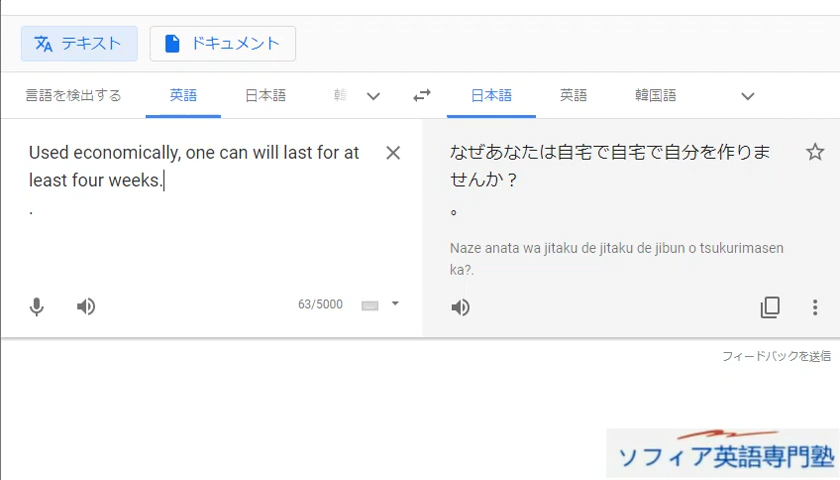 テキスト
ドキュメント
言語を検出する 英語 日本語 韓 日本語 英語 韓国語
Used economically, one can will last for at
least four weeks.
.
63/5000
なぜあなたは自宅で自宅で自分を作りま
せんか？
。
Naze anata wa jitaku de jitaku de jibun o tsukurimasen
ka?.
フィードバックを送信
ソフィア英語専門塾